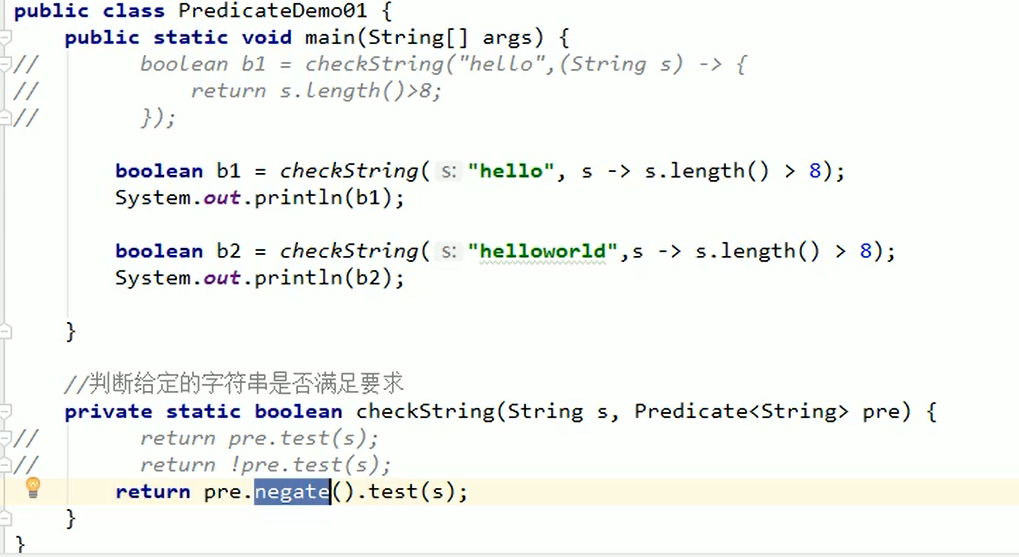 public class PredicateDemo01 {
    public static void main(String[] args) {
//        boolean b1 = checkString("hello",(String s) -> {
//            return s.length()>8;
//        });
        boolean b1 = checkString( s: "hello", s -> s.length() > 8);
        System.out.println(b1);
        boolean b2 = checkString( s: "helloworld",s -> s.length() > 8);
        System.out.println(b2);
    }
    //判断给定的字符串是否满足要求
    private static boolean checkString(String s, Predicate<String> pre) {
//        return pre.test(s);
//        return !pre.test(s);
        return pre.negate().test(s);
    }
}